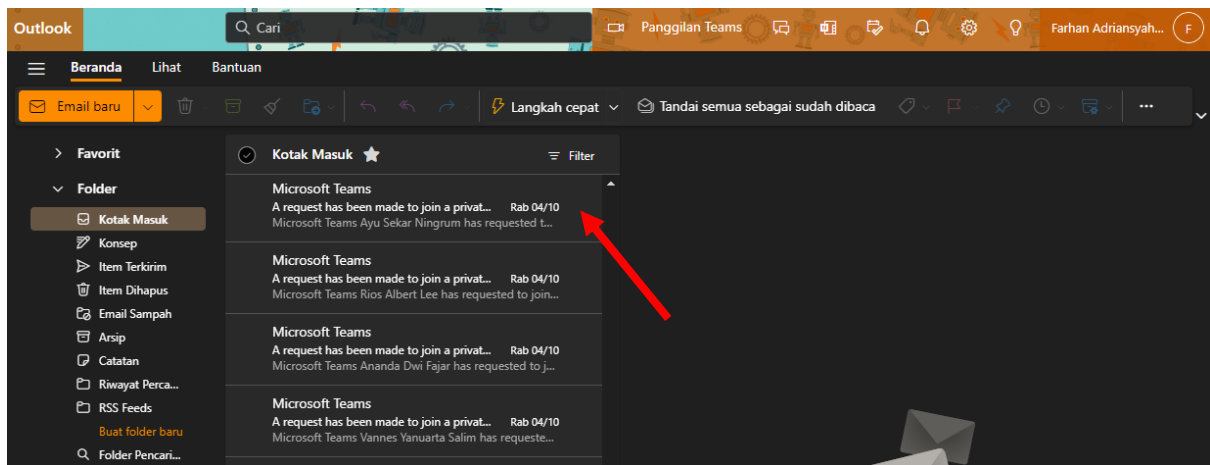 Outlook
Cari
Panggilan Teams
Farhan Adriansyah...
F
Beranda Lihat Bantuan
Email baru
Langkah cepat
Tandai semua sebagai sudah dibaca
Favorit
Folder
Kotak Masuk
Konsep
Item Terkirim
Item Dihapus
Email Sampah
Arsip
Catatan
Riwayat Perca...
RSS Feeds
Buat folder baru
Folder Pencari...
Kotak Masuk
Filter
Microsoft Teams
A request has been made to join a privat... Rab 04/10
Microsoft Teams Ayu Sekar Ningrum has requested t...
Microsoft Teams
A request has been made to join a privat... Rab 04/10
Microsoft Teams Rios Albert Lee has requested to join...
Microsoft Teams
A request has been made to join a privat... Rab 04/10
Microsoft Teams Ananda Dwi Fajar has requested to j...
Microsoft Teams
A request has been made to join a privat... Rab 04/10
Microsoft Teams Vannes Yanuarta Salim has requeste...